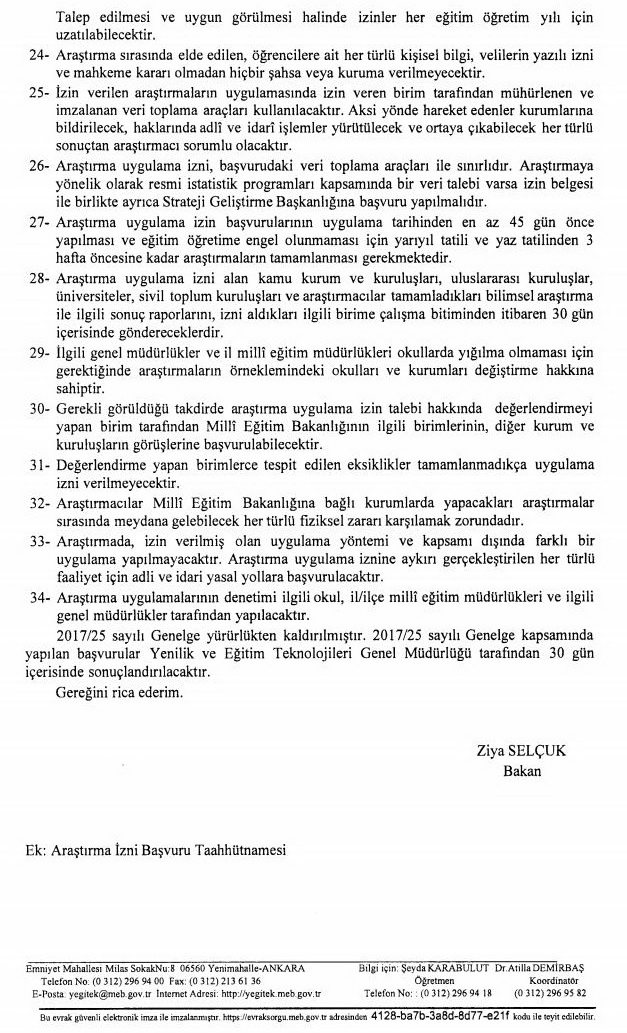 Talep edilmesi ve uygun görülmesi halinde izinler her eğitim öğretim yılı için
uzatılabilecektir.
24- Araştırma sırasında elde edilen, öğrencilere ait her türlü kişisel bilgi, velilerin yazılı izni
ve mahkeme kararı olmadan hiçbir şahsa veya kuruma verilmeyecektir.
25- İzin verilen araştırmaların uygulamasında izin veren birim tarafından mühürlenen ve
imzalanan veri toplama araçları kullanılacaktır. Aksi yönde hareket edenler kurumlarına
bildirilecek, haklarında adlî ve idarî işlemler yürütülecek ve ortaya çıkabilecek her türlü
sonuçtan araştırmacı sorumlu olacaktır.
26- Araştırma uygulama izni, başvurudaki veri toplama araçları ile sınırlıdır. Araştırmaya
yönelik olarak resmi istatistik programları kapsamında bir veri talebi varsa izin belgesi
ile birlikte ayrıca Strateji Geliştirme Başkanlığına başvuru yapılmalıdır.
27- Araştırma uygulama izin başvurularının uygulama tarihinden en az 45 gün önce
yapılması ve eğitim öğretime engel olunmaması için yarıyıl tatili ve yaz tatilinden 3
hafta öncesine kadar araştırmaların tamamlanması gerekmektedir.
28- Araştırma uygulama izni alan kamu kurum ve kuruluşları, uluslararası kuruluşlar,
üniversiteler, sivil toplum kuruluşları ve araştırmacılar tamamladıkları bilimsel araştırma
ile ilgili sonuç raporlarını, izni aldıkları ilgili birime çalışma bitiminden itibaren 30 gün
içerisinde göndereceklerdir.
29- İlgili genel müdürlükler ve il millî eğitim müdürlükleri okullarda yığılma olmaması için
gerektiğinde araştırmaların örneklemindeki okulları ve kurumları değiştirme hakkına
sahiptir.
30- Gerekli görüldüğü takdirde araştırma uygulama izin talebi hakkında değerlendirmeyi
yapan birim tarafından Millî Eğitim Bakanlığının ilgili birimlerinin, diğer kurum ve
kuruluşların görüşlerine başvurulabilecektir.
31- Değerlendirme yapan birimlerce tespit edilen eksiklikler tamamlanmadıkça uygulama
izni verilmeyecektir.
32- Araştırmacılar Millî Eğitim Bakanlığına bağlı kurumlarda yapacakları araştırmalar
sırasında meydana gelebilecek her türlü fiziksel zararı karşılamak zorundadır.
33- Araştırmada, izin verilmiş olan uygulama yöntemi ve kapsamı dışında farklı bir
uygulama yapılmayacaktır. Araştırma uygulama iznine aykırı gerçekleştirilen her türlü
faaliyet için adli ve idari yasal yollara başvurulacaktır.
34- Araştırma uygulamalarının denetimi ilgili okul, il/ilçe millî eğitim müdürlükleri ve ilgili
genel müdürlükler tarafından yapılacaktır.
2017/25 sayılı Genelge yürürlükten kaldırılmıştır. 2017/25 sayılı Genelge kapsamında
yapılan başvurular Yenilik ve Eğitim Teknolojileri Genel Müdürlüğü tarafından 30 gün
içerisinde sonuçlandırılacaktır.
Gereğini rica ederim.
Ziya SELÇUK
Bakan
Ek: Araştırma İzni Başvuru Taahhütnamesi
Emniyet Mahallesi Milas SokakNu:8 06560 Yenimahalle-ANKARA
Telefon No: (0 312) 296 94 00 Fax: (0 312) 213 61 36
E-Posta: yegitek@meb.gov.tr Internet Adresi: http://yegitek.meb.gov.tr
Bilgi için: Şeyda KARABULUT Dr.Atilla DEMİRBAŞ
Öğretmen Koordinatör
Telefon No: : (0 312) 296 94 18 (0 312) 296 95 82
Bu evrak güvenli elektronik imza ile imzalanmıştır. https://evraksorgu.meb.gov.tr adresinden 4128-ba7b-3a8d-8d77-e21f kodu ile teyit edilebilir.